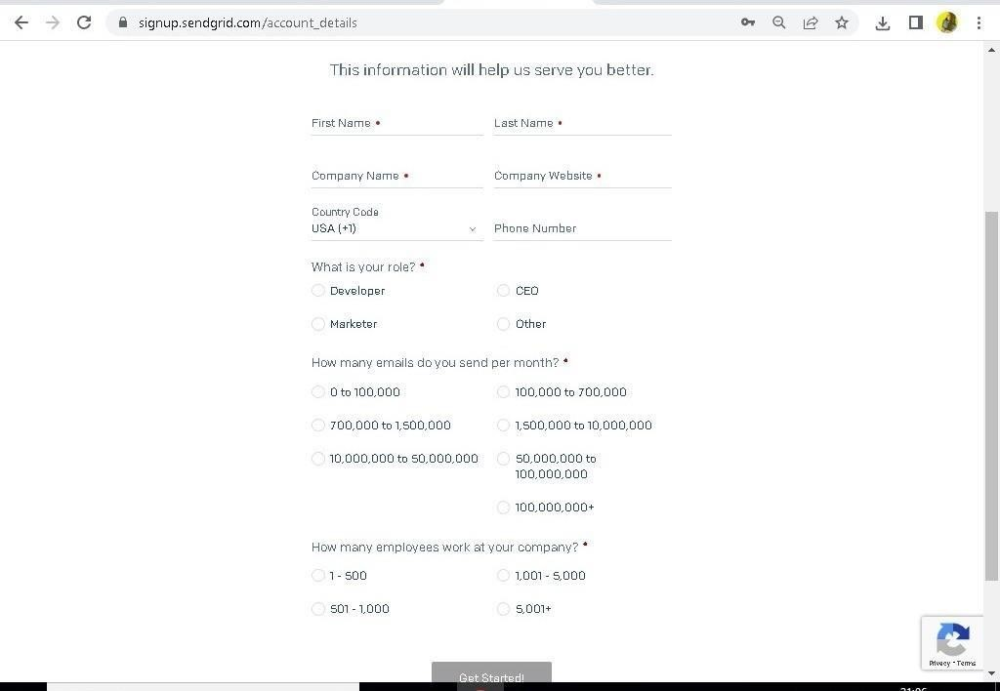 signup.sendgrid.com/account_details
This information will help us serve you better.
First Name • Last Name •
Company Name • Company Website •
Country Code
USA (+1) Phone Number
What is your role? *
Developer CEO
Marketer Other
How many emails do you send per month? *
0 to 100,000 100,000 to 700,000
700,000 to 1,500,000 1,500,000 to 10,000,000
10,000,000 to 50,000,000 50,000,000 to
100,000,000
100,000,000+
How many employees work at your company? *
1 - 500 1,001 - 5,000
501 - 1,000 5,001+
Privacy - Terms
Get Started!